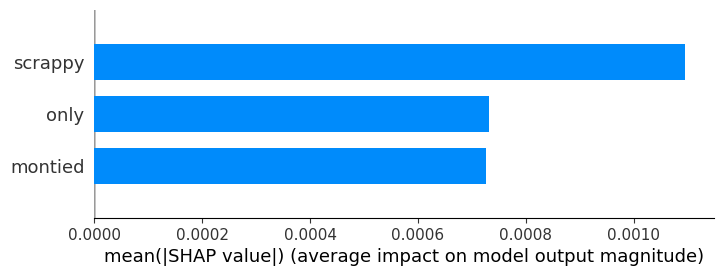 scrappy
only
montied
0.0000 0.0002 0.0004 0.0006 0.0008 0.0010
mean(|SHAP value|) (average impact on model output magnitude)